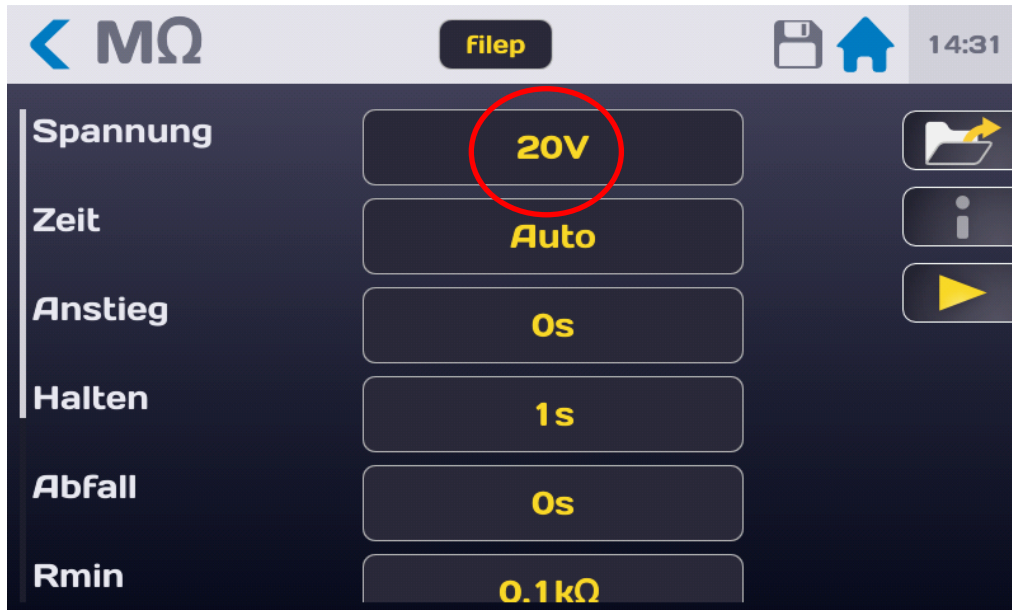 MΩ filep 14:31
Spannung 20V
Zeit Auto
Anstieg 0s
Halten 1s
Abfall 0s
Rmin 0.1kΩ